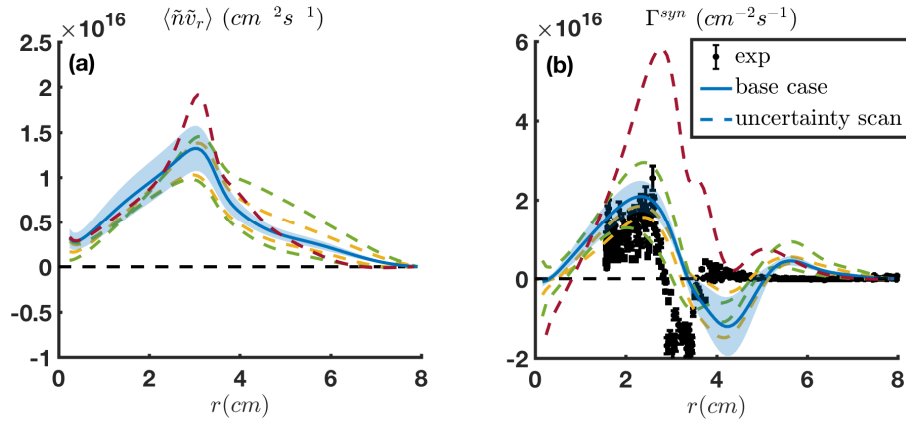 ×10^16 ⟨ñṽ_r⟩ (cm 2 s 1)
(a)
2.5
2
1.5
1
0.5
0
-0.5
-1
0 2 4 6 8
r(cm)
×10^16 Γ^syn (cm^−2 s^−1)
(b)
exp
base case
uncertainty scan
6
4
2
0
-2
0 2 4 6 8
r(cm)